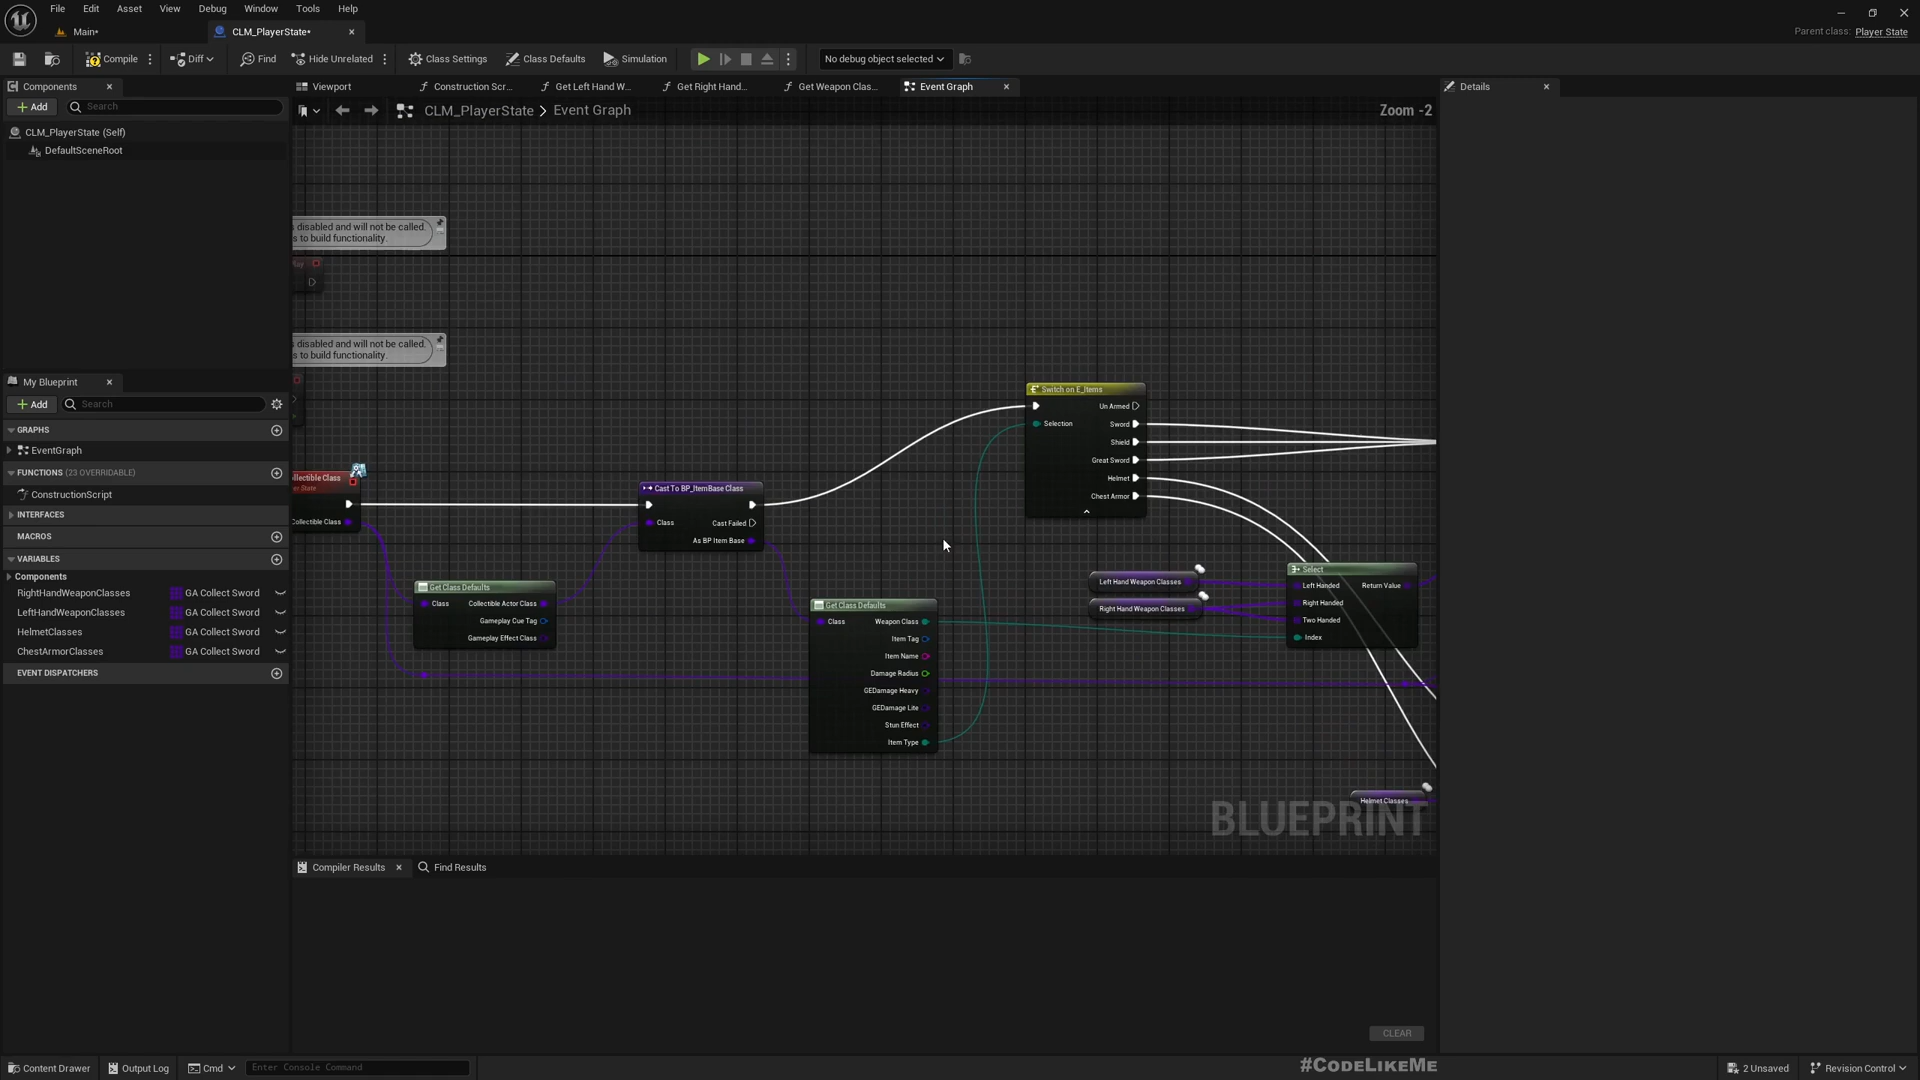 File Edit Asset View Debug Window Tools Help
Main*
CLM_PlayerState*
Parent class: Player State
Compile
Diff
Find
Hide Unrelated
Class Settings
Class Defaults
Simulation
No debug object selected
Components
Add
Search
CLM_PlayerState (Self)
DefaultSceneRoot
Viewport
Construction Scr...
Get Left Hand W...
Get Right Hand...
Get Weapon Clas...
Event Graph
Details
CLM_PlayerState > Event Graph
Zoom -2
s disabled and will not be called.
s to build functionality.
s disabled and will not be called.
s to build functionality.
My Blueprint
Add
Search
GRAPHS
EventGraph
FUNCTIONS (23 OVERRIDABLE)
ConstructionScript
INTERFACES
MACROS
VARIABLES
Components
RightHandWeaponClasses GA Collect Sword
LeftHandWeaponClasses GA Collect Sword
HelmetClasses GA Collect Sword
ChestArmorClasses GA Collect Sword
EVENT DISPATCHERS
ollectible Class
er State
Collectible Class
Get Class Defaults
Class
Collectible Actor Class
Gameplay Cue Tag
Gameplay Effect Class
Cast To BP_ItemBase Class
Class
Cast Failed
As BP Item Base
Get Class Defaults
Class
Weapon Class
Item Tag
Item Name
Damage Radius
GEDamage Heavy
GEDamage Lite
Stun Effect
Item Type
Switch on E_Items
Selection
Un Armed
Sword
Shield
Great Sword
Helmet
Chest Armor
Left Hand Weapon Classes
Right Hand Weapon Classes
Select
Left Handed
Return Value
Right Handed
Two Handed
Index
Helmet Classes
BLUEPRINT
Compiler Results
Find Results
CLEAR
Content Drawer
Output Log
Cmd
Enter Console Command
#CODELIKEME
2 Unsaved
Revision Control